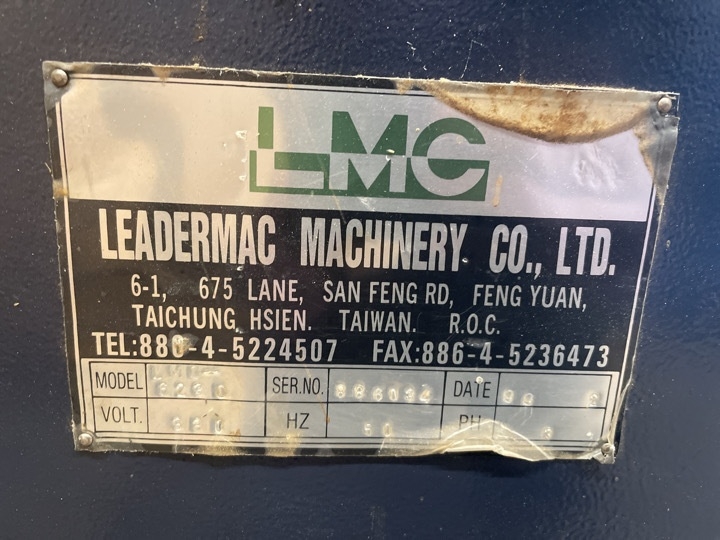 LMC
LEADERMAC MACHINERY CO., LTD.
6-1, 675 LANE, SAN FENG RD, FENG YUAN,
TAICHUNG, HSIEN. TAIWAN. R.O.C.
TEL:886-4-5224507 FAX:886-4-5236473
MODEL SER.NO. DATE
VOLT. HZ PH